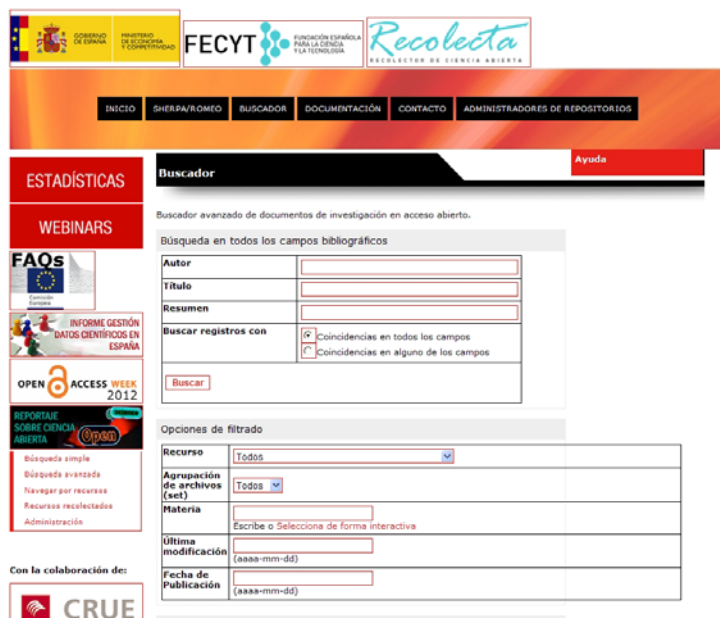 GOBIERNO
DE ESPAÑA
MINISTERIO
DE ECONOMÍA
Y COMPETITIVIDAD
FECYT
FUNDACIÓN ESPAÑOLA
PARA LA CIENCIA
Y LA TECNOLOGÍA
Recolecta
RECOLECTOR DE CIENCIA ABIERTA
INICIO SHERPA/ROMEO BUSCADOR DOCUMENTACIÓN CONTACTO ADMINISTRADORES DE REPOSITORIOS
ESTADÍSTICAS
WEBINARS
FAQs
Comisión
Europea
INFORME GESTIÓN
DATOS CIENTÍFICOS EN
ESPAÑA
OPEN ACCESS WEEK
2012
REPORTAJE
SOBRE CIENCIA
ABIERTA
Open
Búsqueda simple
Búsqueda avanzada
Navegar por recursos
Recursos recolectados
Administración
Con la colaboración de:
CRUE
Buscador
Ayuda
Buscador avanzado de documentos de investigación en acceso abierto.
Búsqueda en todos los campos bibliográficos
Autor
Título
Resumen
Buscar registros con
Coincidencias en todos los campos
Coincidencias en alguno de los campos
Buscar
Opciones de filtrado
Recurso Todos
Agrupación
de archivos Todos
(set)
Materia
Escribe o Selecciona de forma interactiva
Última
modificación
(aaaa-mm-dd)
Fecha de
Publicación
(aaaa-mm-dd)